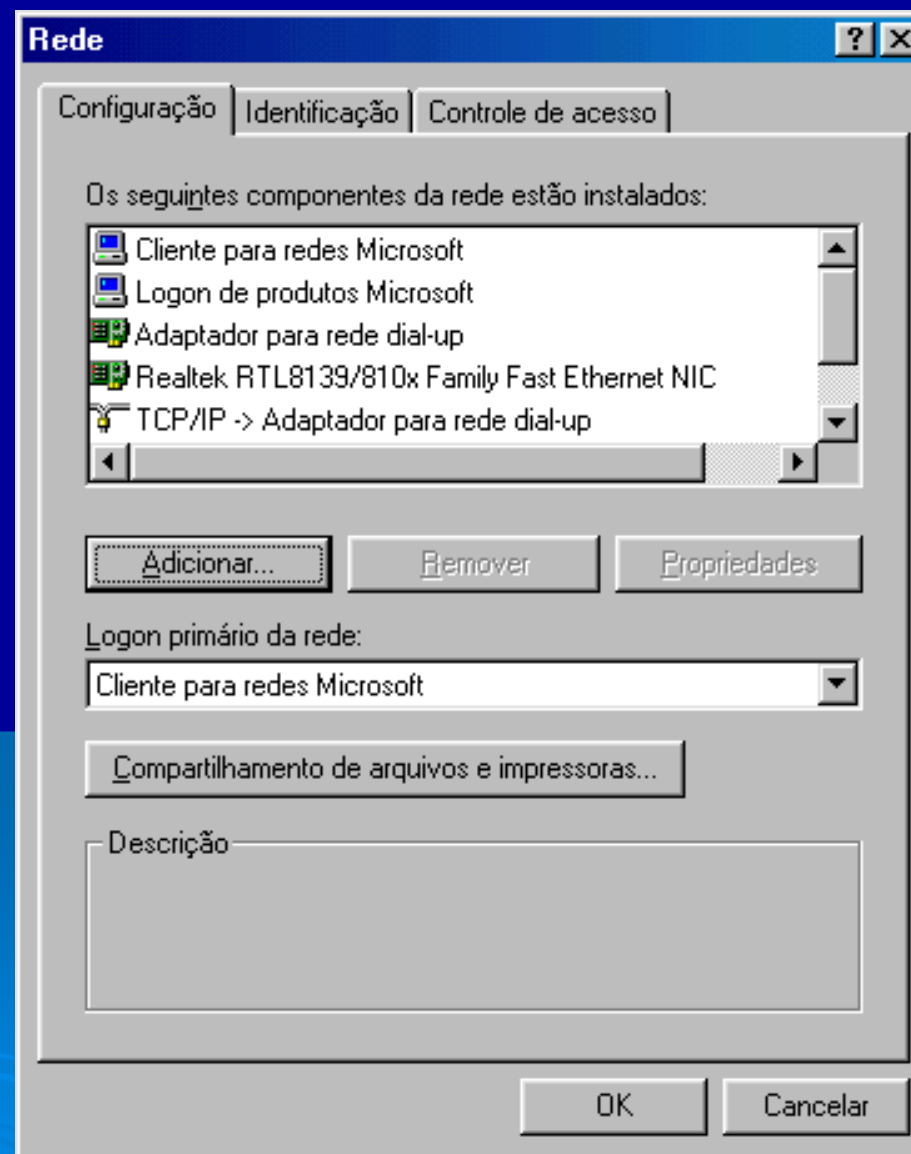 Rede
Configuração Identificação Controle de acesso
Os seguintes componentes da rede estão instalados:
Cliente para redes Microsoft
Logon de produtos Microsoft
Adaptador para rede dial-up
Realtek RTL8139/810x Family Fast Ethernet NIC
TCP/IP -> Adaptador para rede dial-up
Adicionar... Remover Propriedades
Logon primário da rede:
Cliente para redes Microsoft
Compartilhamento de arquivos e impressoras...
Descrição
OK Cancelar